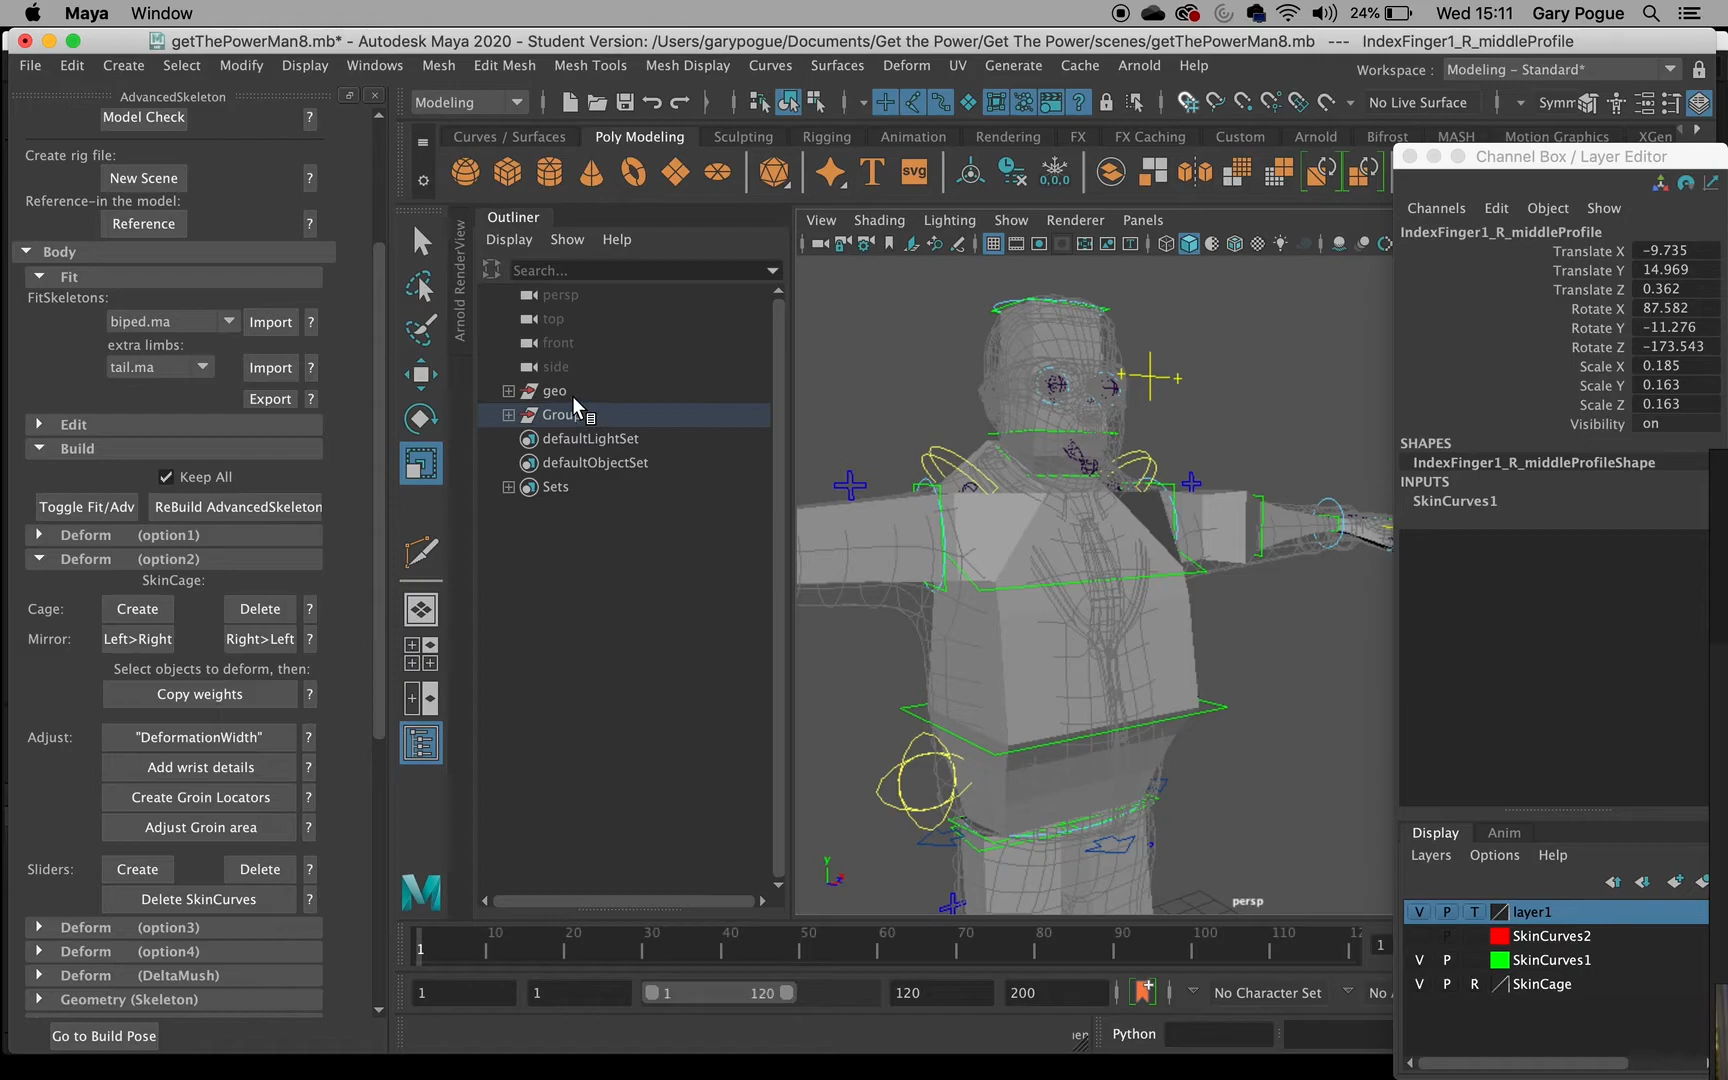 Maya Window 24% Wed 15:11 Gary Pogue
getThePowerMan8.mb* - Autodesk Maya 2020 - Student Version: /Users/garypogue/Documents/Get the Power/Get The Power/scenes/getThePowerMan8.mb --- IndexFinger1_R_middleProfile
File Edit Create Select Modify Display Windows Mesh Edit Mesh Mesh Tools Mesh Display Curves Surfaces Deform UV Generate Cache Arnold Help Workspace : Modeling - Standard*
AdvancedSkeleton
Model Check ?
Create rig file:
New Scene ?
Reference-in the model:
Reference ?
Body
Fit
FitSkeletons:
biped.ma Import ?
extra limbs:
tail.ma Import ?
Export ?
Edit
Build
Keep All
Toggle Fit/Adv ReBuild AdvancedSkeleton
Deform (option1)
Deform (option2)
SkinCage:
Cage: Create Delete ?
Mirror: Left>Right Right>Left ?
Select objects to deform, then:
Copy weights ?
Adjust: "DeformationWidth" ?
Add wrist details ?
Create Groin Locators ?
Adjust Groin area ?
Sliders: Create Delete ?
Delete SkinCurves ?
Deform (option3)
Deform (option4)
Deform (DeltaMush)
Geometry (Skeleton)
Go to Build Pose
Modeling No Live Surface Symm
Curves / Surfaces Poly Modeling Sculpting Rigging Animation Rendering FX FX Caching Custom Arnold Bifrost MASH Motion Graphics XGen
svg 0,0,0
Arnold RenderView
Outliner
Display Show Help
Search...
persp
top
front
side
geo
Group
defaultLightSet
defaultObjectSet
Sets
View Shading Lighting Show Renderer Panels
y
persp
Channel Box / Layer Editor
Channels Edit Object Show
IndexFinger1_R_middleProfile
Translate X -9.735
Translate Y 14.969
Translate Z 0.362
Rotate X 87.582
Rotate Y -11.276
Rotate Z -173.543
Scale X 0.185
Scale Y 0.163
Scale Z 0.163
Visibility on
SHAPES
IndexFinger1_R_middleProfileShape
INPUTS
SkinCurves1
Display Anim
Layers Options Help
V P T layer1
P SkinCurves2
V P SkinCurves1
V P R SkinCage
1 10 20 30 40 50 60 70 80 90 100 110 12 1
1 1 1 120 120 200 No Character Set No A
Python